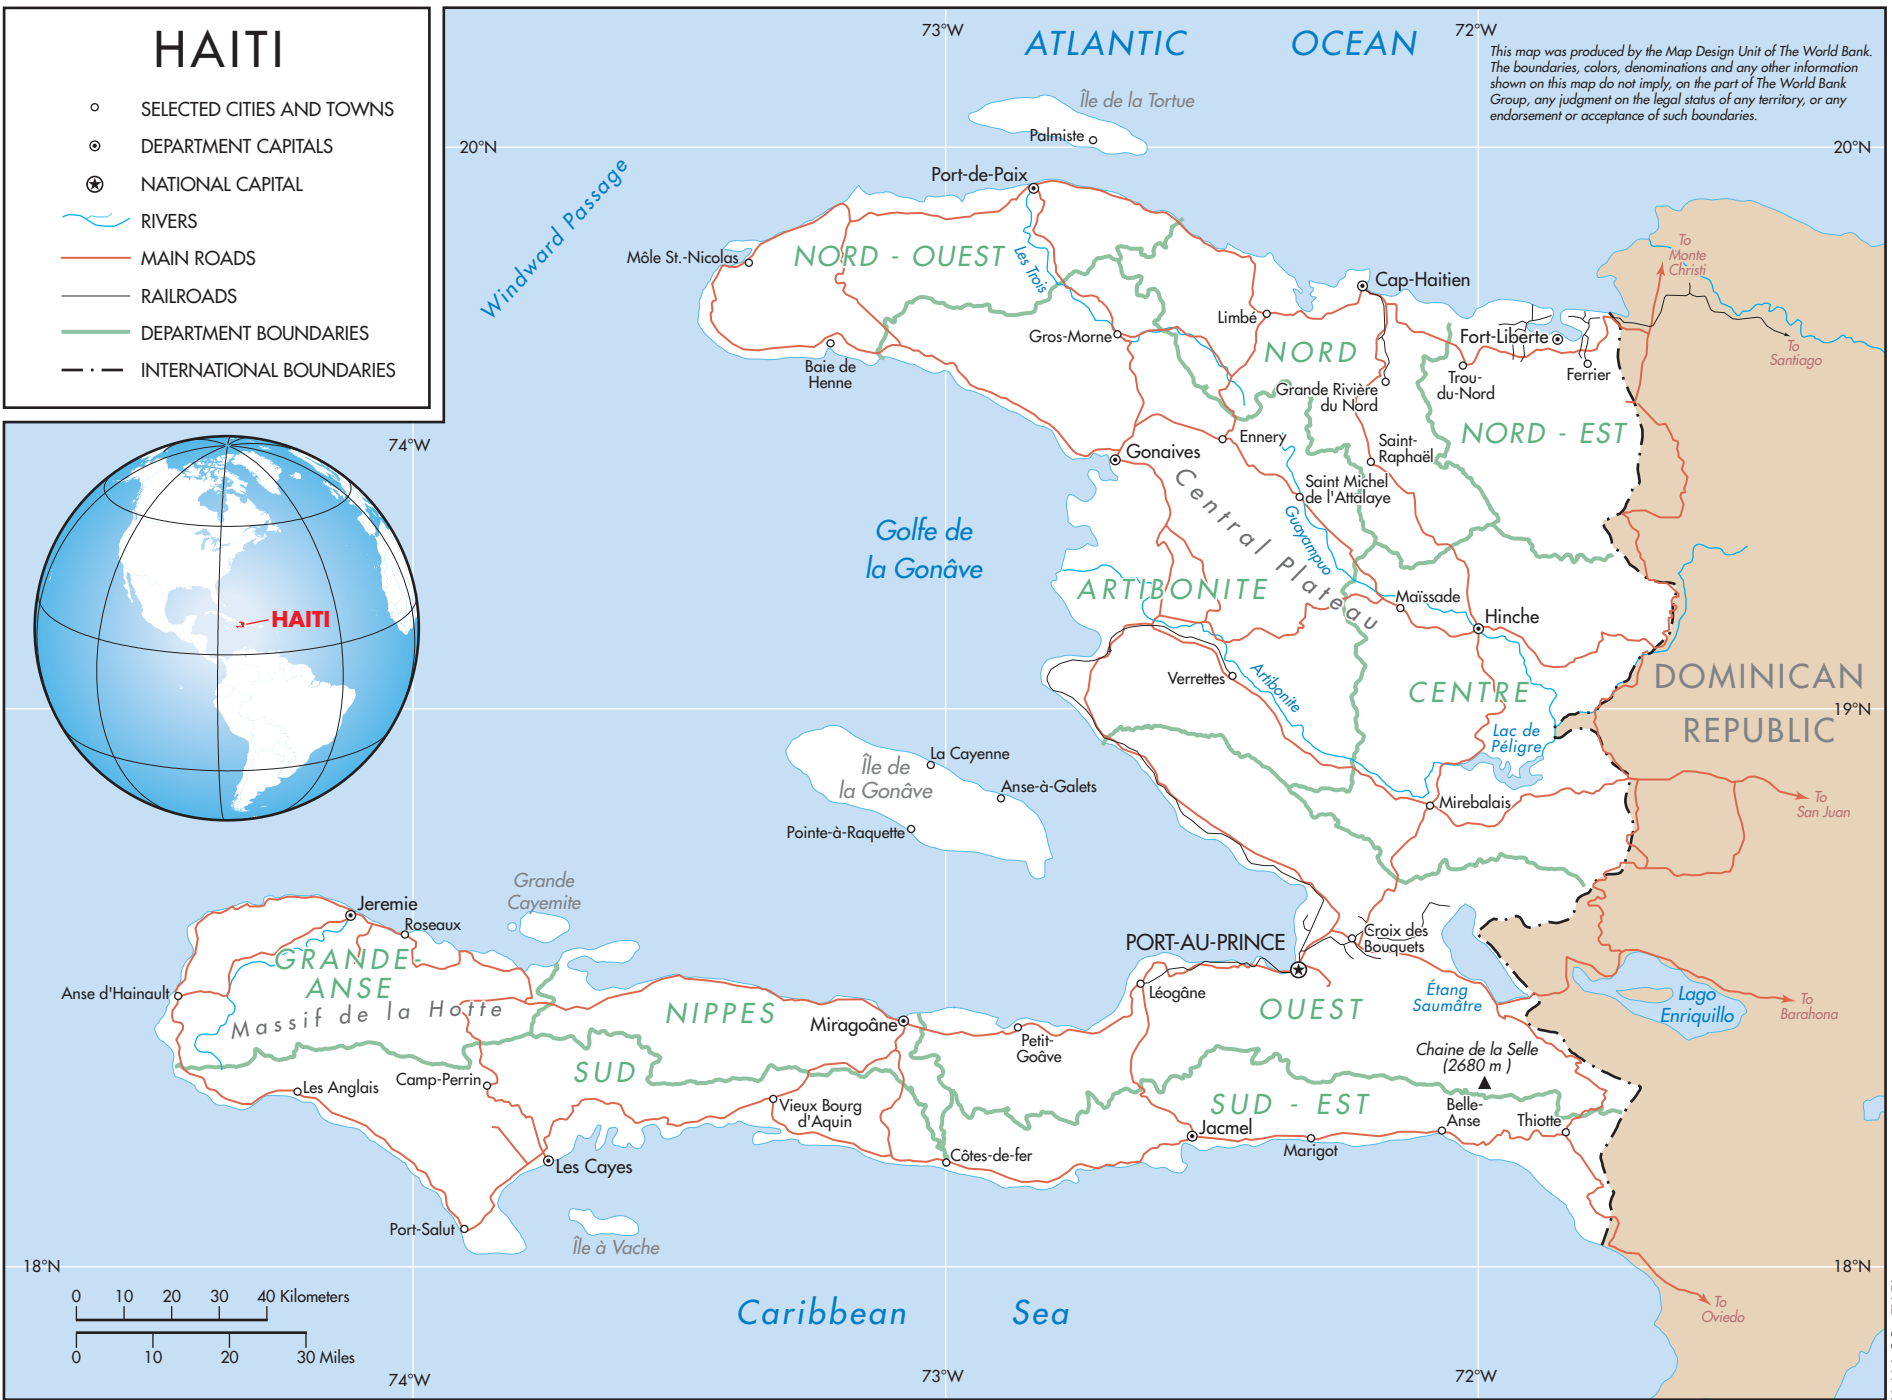 HAITI
SELECTED CITIES AND TOWNS
DEPARTMENT CAPITALS
NATIONAL CAPITAL
RIVERS
MAIN ROADS
RAILROADS
DEPARTMENT BOUNDARIES
INTERNATIONAL BOUNDARIES
73°W
ATLANTIC OCEAN
72°W
This map was produced by the Map Design Unit of The World Bank.
The boundaries, colors, denominations and any other information
shown on this map do not imply, on the part of The World Bank
Group, any judgment on the legal status of any territory, or any
endorsement or acceptance of such boundaries.
Île de la Tortue
Palmiste
20°N
20°N
Windward Passage
Port-de-Paix
Môle St.-Nicolas
NORD - OUEST
Les Trois
To
Monte
Christi
Cap-Haitien
Limbé
Gros-Morne
Fort-Liberte
To
Santiago
NORD
Baie de
Henne
Trou-
du-Nord
Ferrier
Grande Rivière
du Nord
74°W
NORD - EST
Ennery
Saint-
Raphaël
Gonaives
Saint Michel
de l'Attalaye
Central Plateau
Guayampuo
Golfe de
la Gonâve
ARTIBONITE
Maïssade
Hinche
HAITI
Verrettes
Artibonite
CENTRE
DOMINICAN
REPUBLIC
19°N
Lac de
Péligre
La Cayenne
Île de
la Gonâve
Anse-à-Galets
Pointe-à-Raquette
Mirebalais
To
San Juan
Grande
Cayemite
Jeremie
Roseaux
PORT-AU-PRINCE
Croix des
Bouquets
GRANDE-
ANSE
Anse d'Hainault
Massif de la Hotte
NIPPES
Miragoâne
Léogâne
OUEST
Étang
Saumâtre
Lago
Enriquillo
To
Barahona
Petit-
Goâve
Chaine de la Selle
(2680 m )
SUD
Camp-Perrin
Les Anglais
Vieux Bourg
d'Aquin
SUD - EST
Belle-
Anse
Thiotte
Jacmel
Marigot
Côtes-de-fer
Les Cayes
Port-Salut
Île à Vache
18°N
18°N
0 10 20 30 40 Kilometers
0 10 20 30 Miles
Caribbean Sea
To
Oviedo
74°W
73°W
72°W